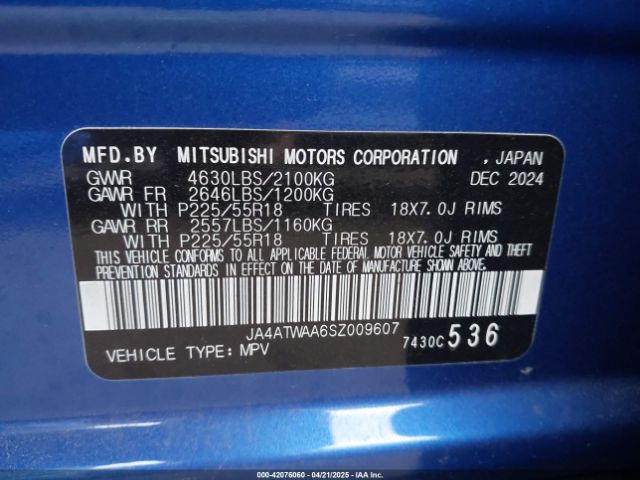 MFD.BY MITSUBISHI MOTORS CORPORATION , JAPAN
GVWR 4630LBS/2100KG DEC 2024
GAWR FR 2646LBS/1200KG
WITH P225/55R18 TIRES 18X7.0J RIMS
GAWR RR 2557LBS/1160KG
WITH P225/55R18 TIRES 18X7.0J RIMS
THIS VEHICLE CONFORMS TO ALL APPLICABLE FEDERAL MOTOR VEHICLE SAFETY AND THEFT
PREVENTION STANDARDS IN EFFECT ON THE DATE OF MANUFACTURE SHOWN ABOVE.
JA4ATWAA6SZ009607 7430C 536
VEHICLE TYPE: MPV
000-42076060 - 04/21/2025 - IAAI.COM